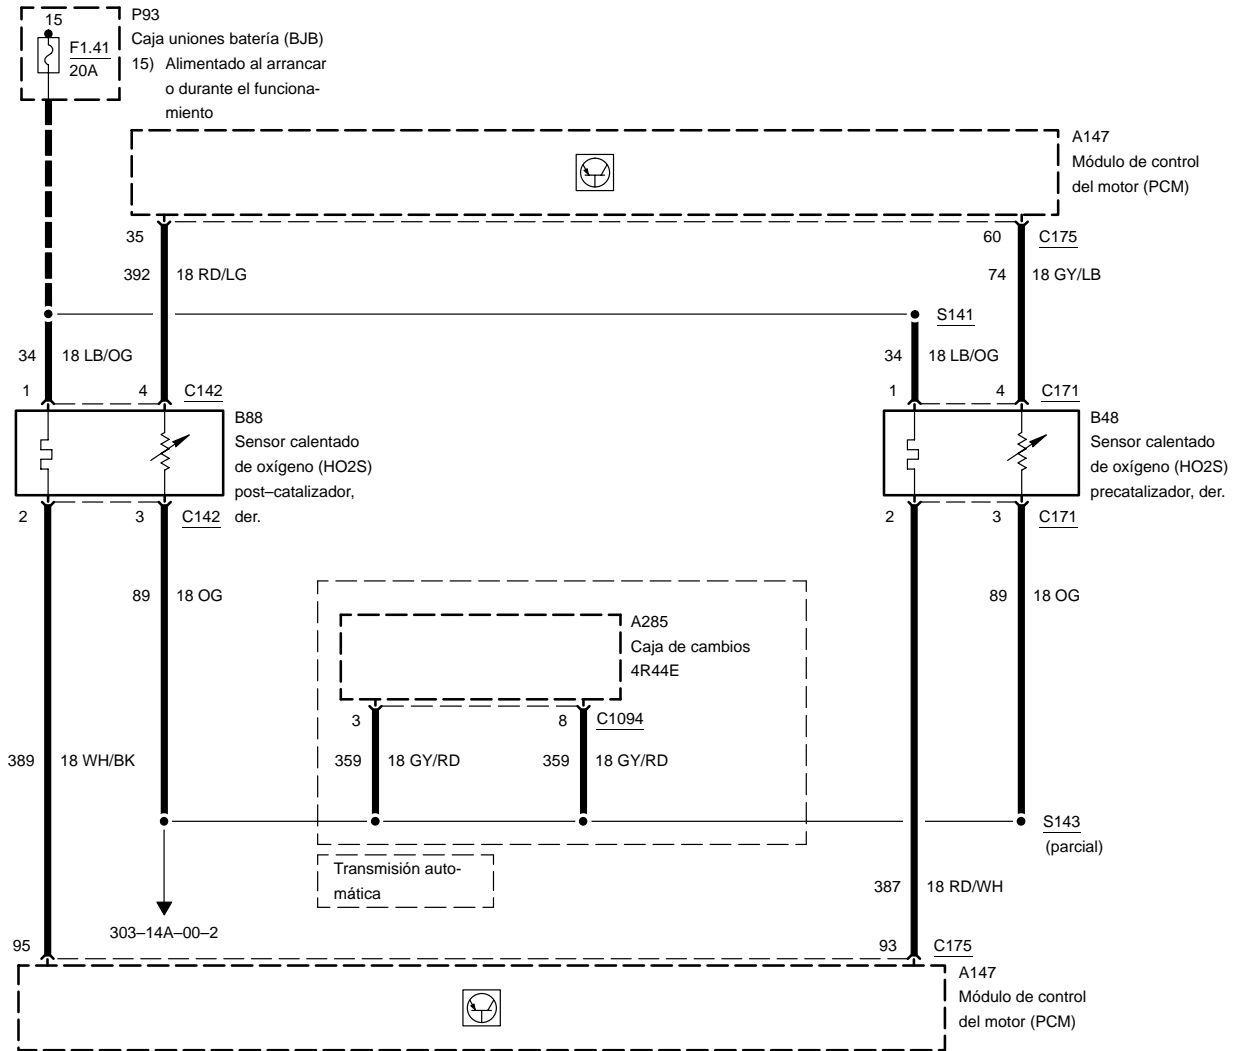 15
P93
Caja uniones batería (BJB)
F1.41
20A
15) Alimentado al arrancar
o durante el funciona-
miento
A147
Módulo de control
del motor (PCM)
35
60
C175
392
18 RD/LG
74
18 GY/LB
S141
34
18 LB/OG
34
18 LB/OG
1
4
C142
1
4
C171
B88
Sensor calentado
de oxígeno (HO2S)
post–catalizador,
der.
B48
Sensor calentado
de oxígeno (HO2S)
precatalizador, der.
2
3
C142
2
3
C171
89
18 OG
89
18 OG
A285
Caja de cambios
4R44E
3
8
C1094
389
18 WH/BK
359
18 GY/RD
359
18 GY/RD
S143
(parcial)
Transmisión auto-
mática
387
18 RD/WH
303–14A–00–2
95
93
C175
A147
Módulo de control
del motor (PCM)